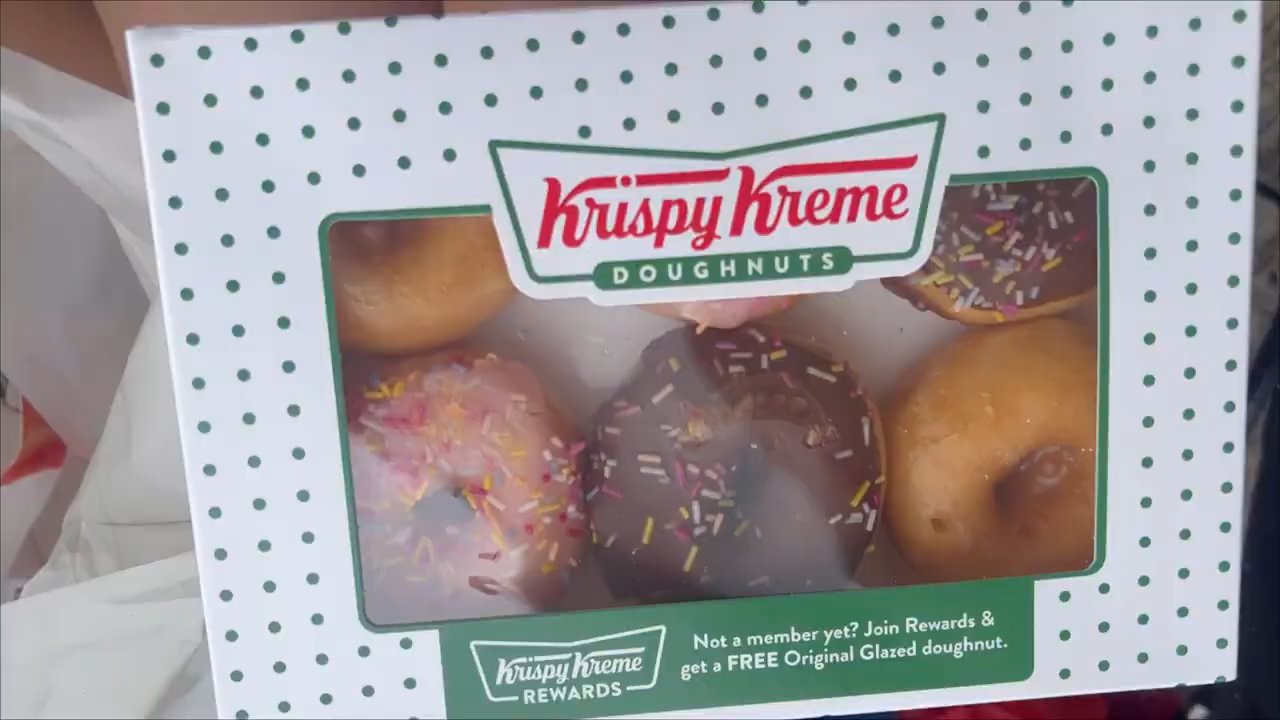 Krispy Kreme
DOUGHNUTS
Not a member yet? Join Rewards &
get a FREE Original Glazed doughnut.
Krispy Kreme
REWARDS